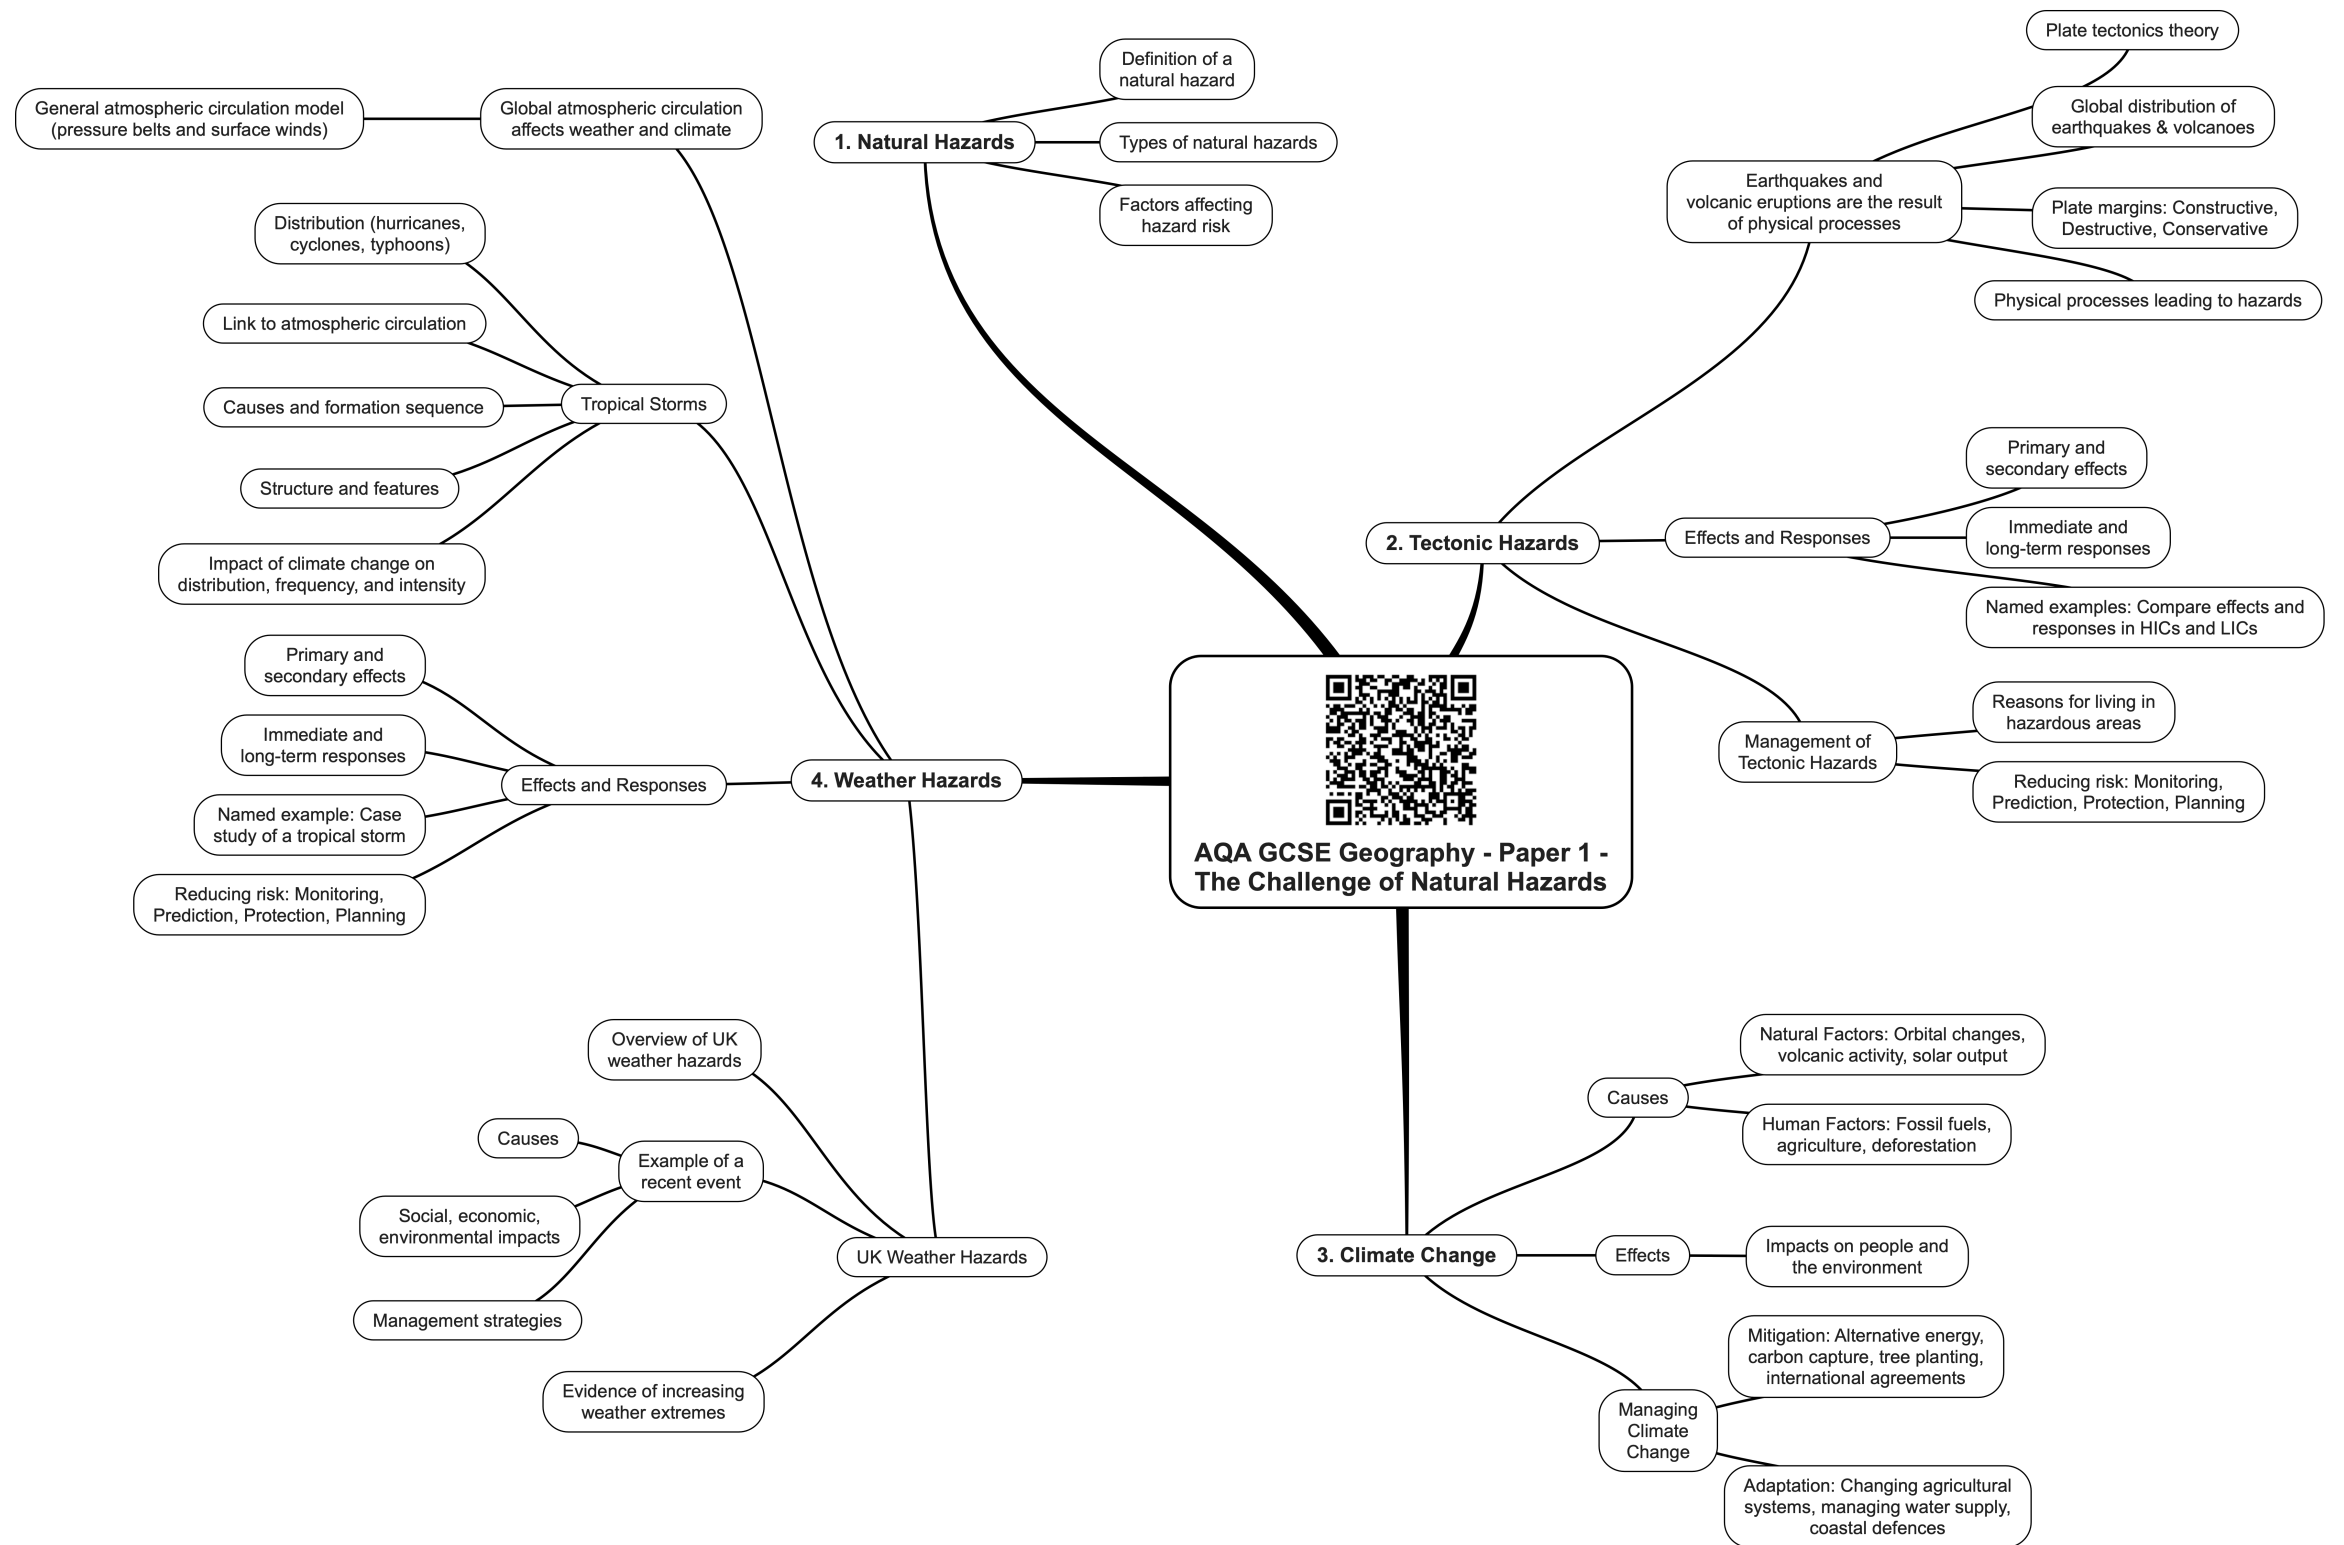 AQA GCSE Geography - Paper 1 -
The Challenge of Natural Hazards
1. Natural Hazards
Definition of a
natural hazard
Types of natural hazards
Factors affecting
hazard risk
2. Tectonic Hazards
Earthquakes and
volcanic eruptions are the result
of physical processes
Plate tectonics theory
Global distribution of
earthquakes & volcanoes
Plate margins: Constructive,
Destructive, Conservative
Physical processes leading to hazards
Effects and Responses
Primary and
secondary effects
Immediate and
long-term responses
Named examples: Compare effects and
responses in HICs and LICs
Management of
Tectonic Hazards
Reasons for living in
hazardous areas
Reducing risk: Monitoring,
Prediction, Protection, Planning
3. Climate Change
Causes
Natural Factors: Orbital changes,
volcanic activity, solar output
Human Factors: Fossil fuels,
agriculture, deforestation
Effects
Impacts on people and
the environment
Managing
Climate
Change
Mitigation: Alternative energy,
carbon capture, tree planting,
international agreements
Adaptation: Changing agricultural
systems, managing water supply,
coastal defences
4. Weather Hazards
Global atmospheric circulation
affects weather and climate
General atmospheric circulation model
(pressure belts and surface winds)
Tropical Storms
Distribution (hurricanes,
cyclones, typhoons)
Link to atmospheric circulation
Causes and formation sequence
Structure and features
Impact of climate change on
distribution, frequency, and intensity
Effects and Responses
Primary and
secondary effects
Immediate and
long-term responses
Named example: Case
study of a tropical storm
Reducing risk: Monitoring,
Prediction, Protection, Planning
UK Weather Hazards
Overview of UK
weather hazards
Example of a
recent event
Causes
Social, economic,
environmental impacts
Management strategies
Evidence of increasing
weather extremes